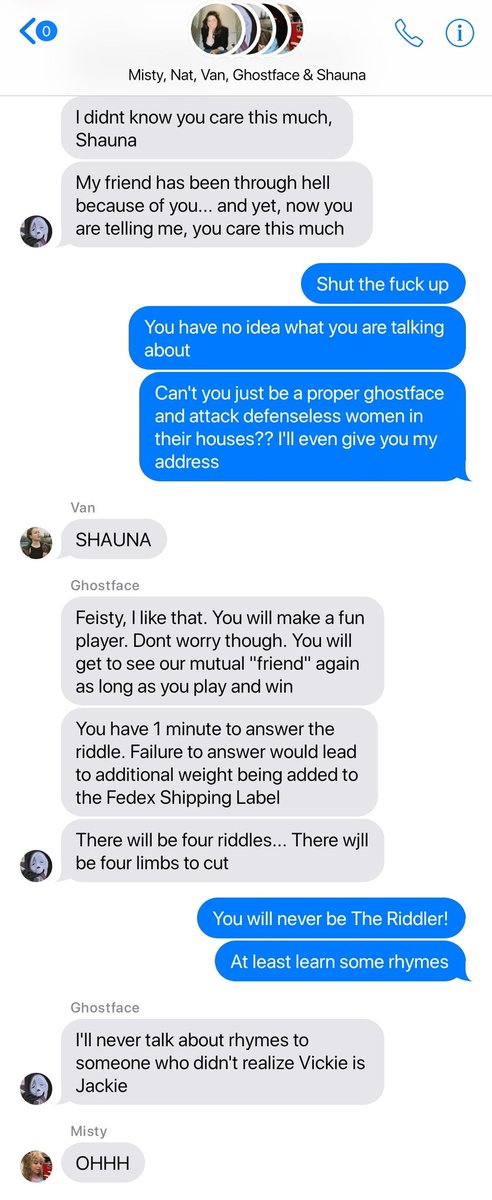 0
Misty, Nat, Van, Ghostface & Shauna
I didnt know you care this much,
Shauna
My friend has been through hell
because of you... and yet, now you
are telling me, you care this much
Shut the fuck up
You have no idea what you are talking
about
Can't you just be a proper ghostface
and attack defenseless women in
their houses?? I'll even give you my
address
Van
SHAUNA
Ghostface
Feisty, I like that. You will make a fun
player. Dont worry though. You will
get to see our mutual "friend" again
as long as you play and win
You have 1 minute to answer the
riddle. Failure to answer would lead
to additional weight being added to
the Fedex Shipping Label
There will be four riddles... There wjll
be four limbs to cut
You will never be The Riddler!
At least learn some rhymes
Ghostface
I'll never talk about rhymes to
someone who didn't realize Vickie is
Jackie
Misty
OHHH